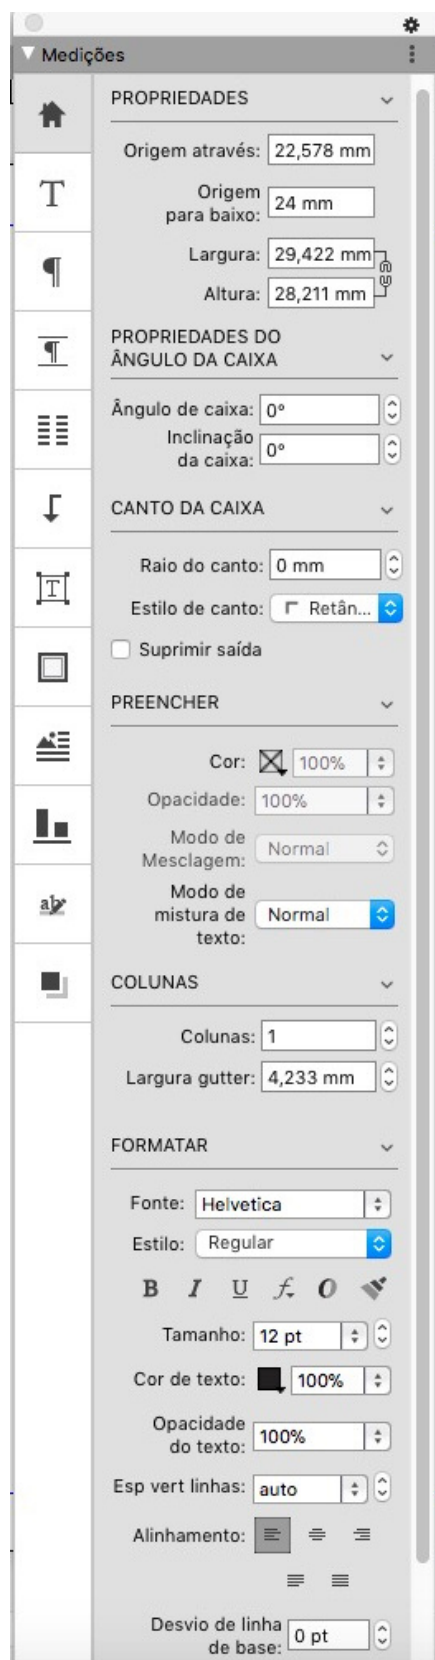 Medições
PROPRIEDADES
Origem através: 22,578 mm
Origem
para baixo: 24 mm
Largura: 29,422 mm
Altura: 28,211 mm
PROPRIEDADES DO
ÂNGULO DA CAIXA
Ângulo de caixa: 0°
Inclinação
da caixa: 0°
CANTO DA CAIXA
Raio do canto: 0 mm
Estilo de canto: Retân...
Suprimir saída
PREENCHER
Cor: 100%
Opacidade: 100%
Modo de
Mesclagem: Normal
Modo de
mistura de Normal
texto:
COLUNAS
Colunas: 1
Largura gutter: 4,233 mm
FORMATAR
Fonte: Helvetica
Estilo: Regular
B I U f O
Tamanho: 12 pt
Cor de texto: 100%
Opacidade
do texto: 100%
Esp vert linhas: auto
Alinhamento:
Desvio de linha
de base: 0 pt